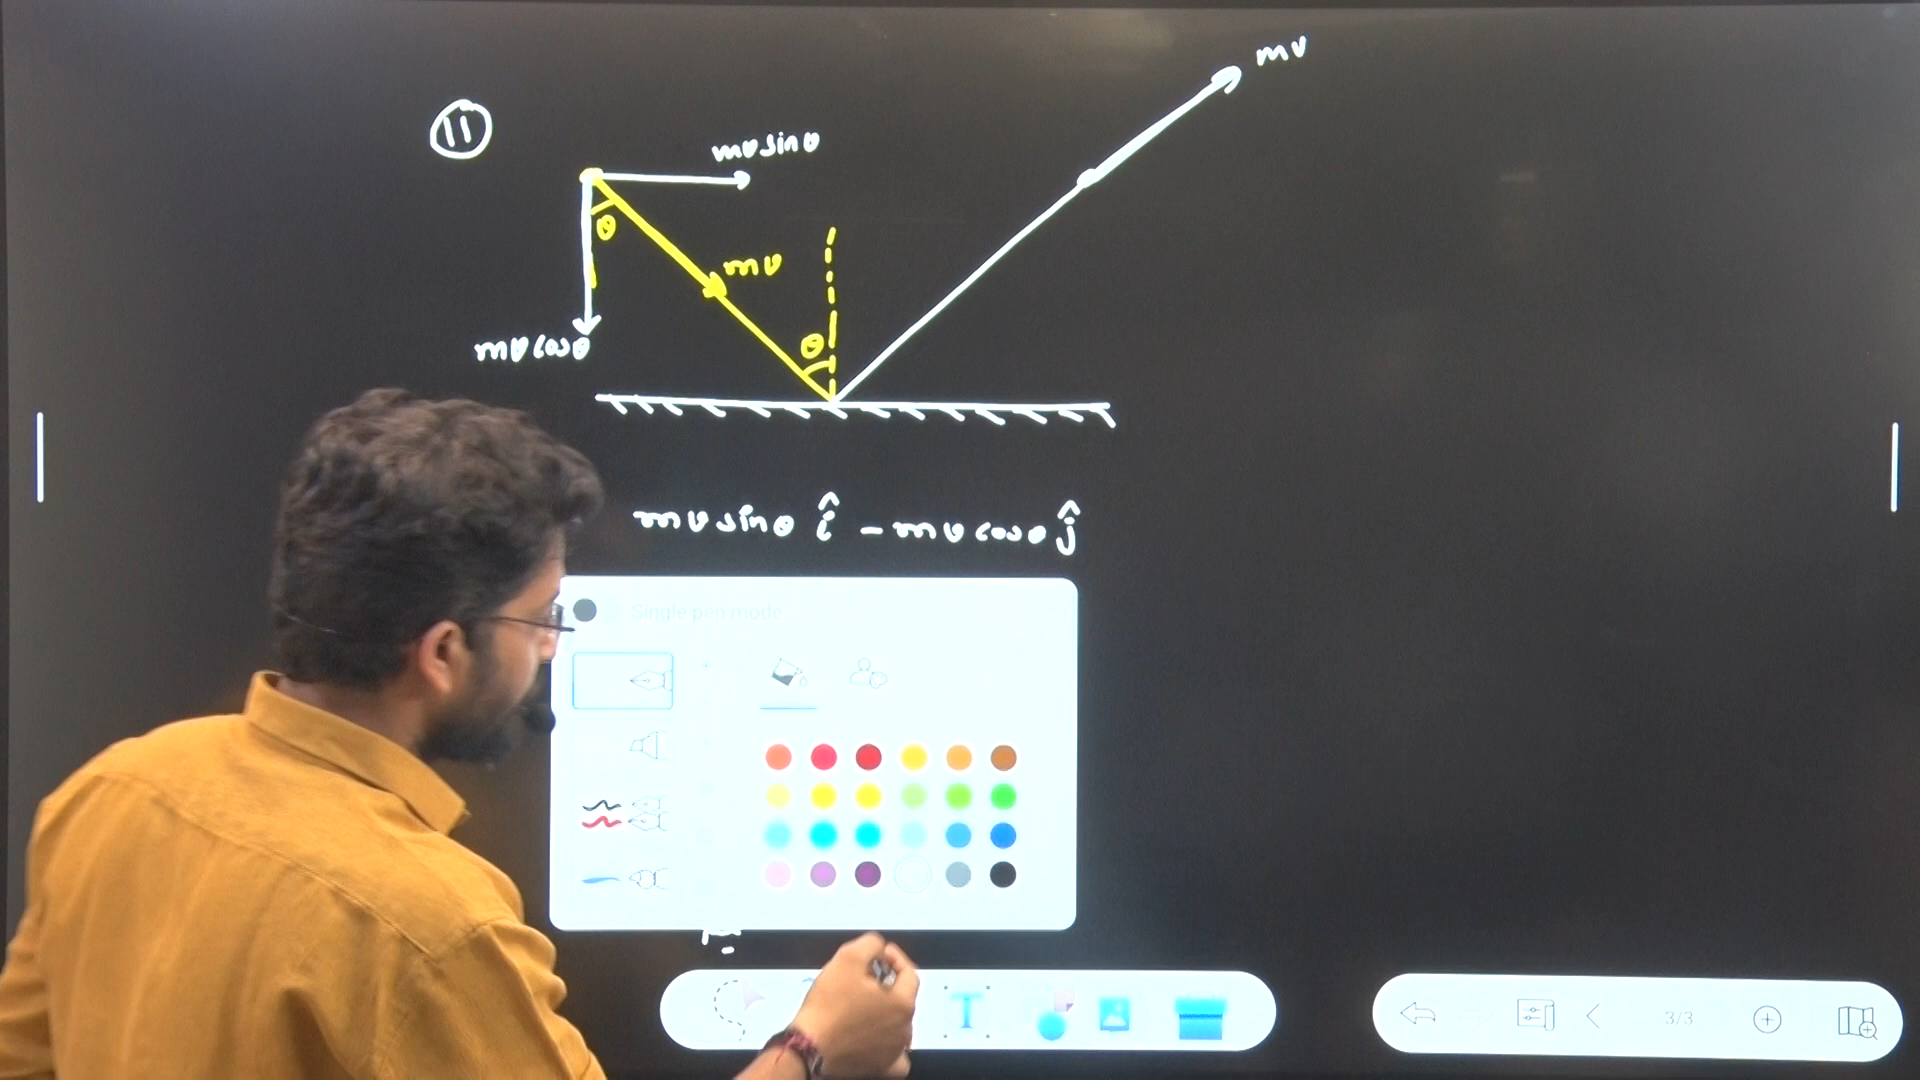 11
mv
mv sinθ
θ
mv
θ
mv cosθ
mv sinθ î - mv cosθ ĵ
Single pen mode
T
3/3